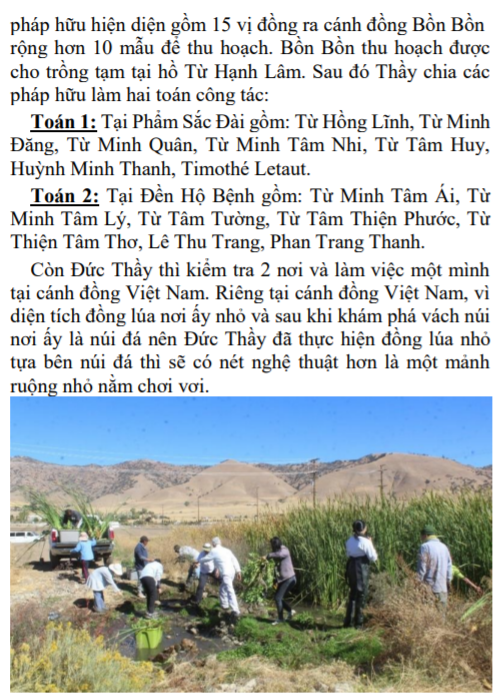 pháp hữu hiện diện gồm 15 vị đồng ra cánh đồng Bồn Bồn
rộng hơn 10 mẫu để thu hoạch. Bồn Bồn thu hoạch được
cho trồng tạm tại hồ Từ Hạnh Lâm. Sau đó Thầy chia các
pháp hữu làm hai toán công tác:
Toán 1: Tại Phẩm Sắc Đài gồm: Từ Hồng Lĩnh, Từ Minh
Đăng, Từ Minh Quân, Từ Minh Tâm Nhi, Từ Tâm Huy,
Huỳnh Minh Thanh, Timothé Letaut.
Toán 2: Tại Đền Hộ Bệnh gồm: Từ Minh Tâm Ái, Từ
Minh Tâm Lý, Từ Tâm Tường, Từ Tâm Thiện Phước, Từ
Thiện Tâm Thơ, Lê Thu Trang, Phan Trang Thanh.
Còn Đức Thầy thì kiểm tra 2 nơi và làm việc một mình
tại cánh đồng Việt Nam. Riêng tại cánh đồng Việt Nam, vì
diện tích đồng lúa nơi ấy nhỏ và sau khi khám phá vách núi
nơi ấy là núi đá nên Đức Thầy đã thực hiện đồng lúa nhỏ
tựa bên núi đá thì sẽ có nét nghệ thuật hơn là một mảnh
ruộng nhỏ nằm chơi vơi.